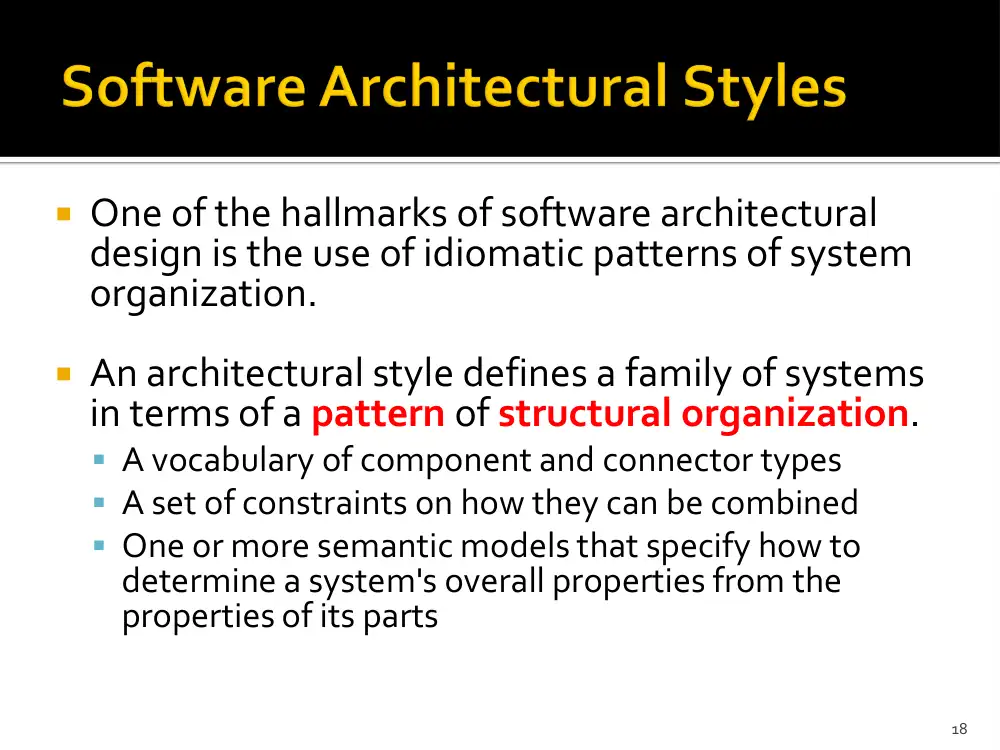 Software Architectural Styles
One of the hallmarks of software architectural
design is the use of idiomatic patterns of system
organization.
An architectural style defines a family of systems
in terms of a pattern of structural organization.
A vocabulary of component and connector types
A set of constraints on how they can be combined
One or more semantic models that specify how to
determine a system's overall properties from the
properties of its parts
18